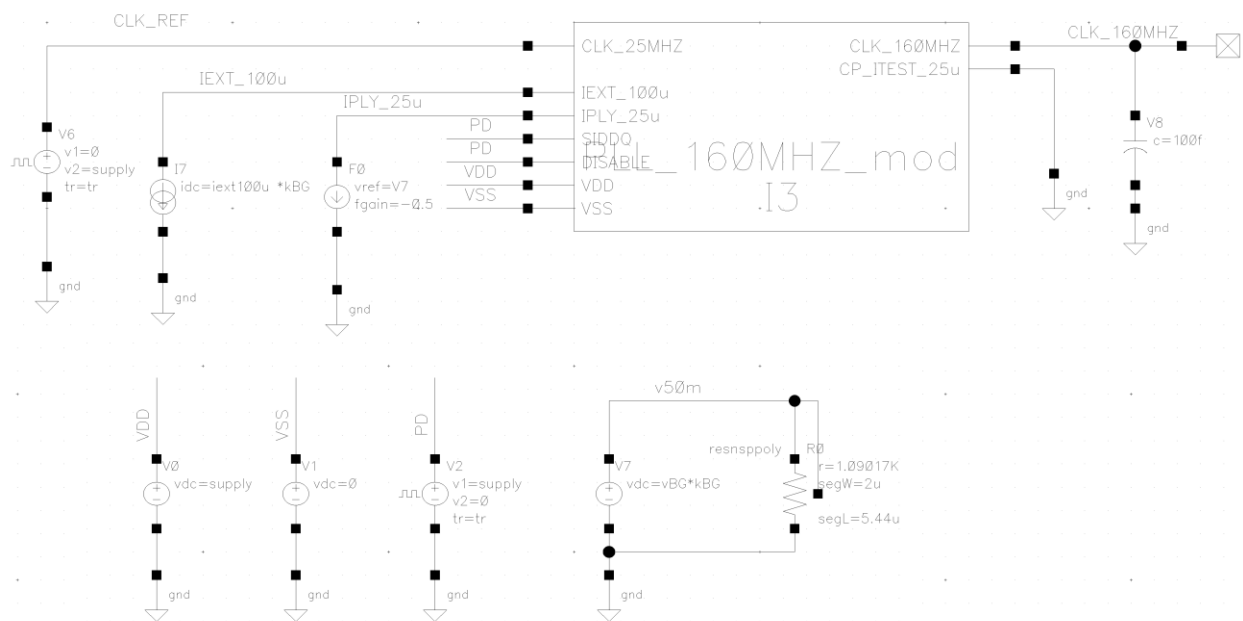 CLK_REF
CLK_25MHZ
CLK_160MHZ
CLK_160MHZ
CP_ITEST_25u
IEXT_100u
IEXT_100u
IPLY_25u
IPLY_25u
PD
SIDDQ
PD
DISABLE
VDD
VDD
VSS
VSS
PLL_160MHZ_mod
I3
V6
v1=0
v2=supply
tr=tr
gnd
I7
idc=iext100u *kBG
gnd
F0
vref=V7
fgain=-0.5
gnd
gnd
V8
c=100f
gnd
VDD
V0
vdc=supply
gnd
VSS
V1
vdc=0
gnd
PD
V2
v1=supply
v2=0
tr=tr
gnd
v50m
V7
vdc=vBG*kBG
gnd
resnsppoly
R0
r=1.09017K
segW=2u
segL=5.44u